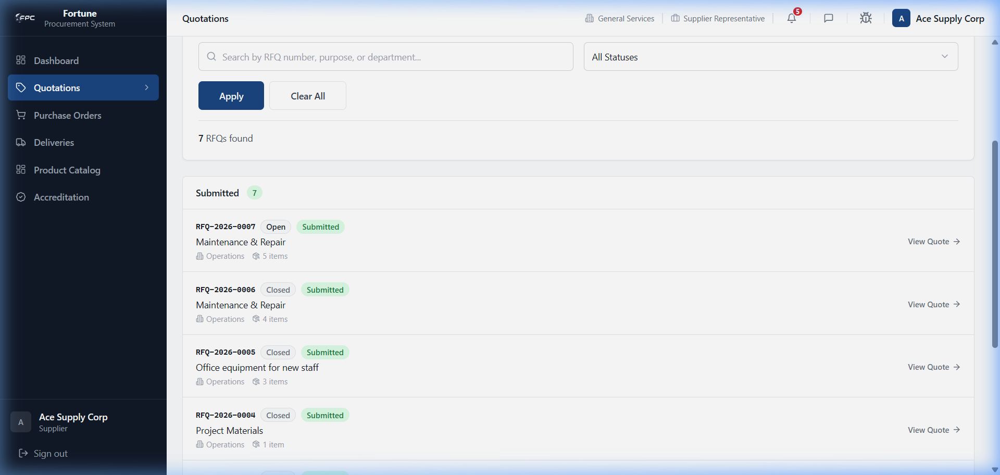 FPC
Fortune
Procurement System
Dashboard
Quotations
Purchase Orders
Deliveries
Product Catalog
Accreditation
A
Ace Supply Corp
Supplier
Sign out
Quotations
General Services
Supplier Representative
5
A
Ace Supply Corp
Search by RFQ number, purpose, or department...
All Statuses
Apply
Clear All
7 RFQs found
Submitted 7
RFQ-2026-0007 Open Submitted
Maintenance & Repair
Operations 5 items
View Quote
RFQ-2026-0006 Closed Submitted
Maintenance & Repair
Operations 4 items
View Quote
RFQ-2026-0005 Closed Submitted
Office equipment for new staff
Operations 3 items
View Quote
RFQ-2026-0004 Closed Submitted
Project Materials
Operations 1 item
View Quote